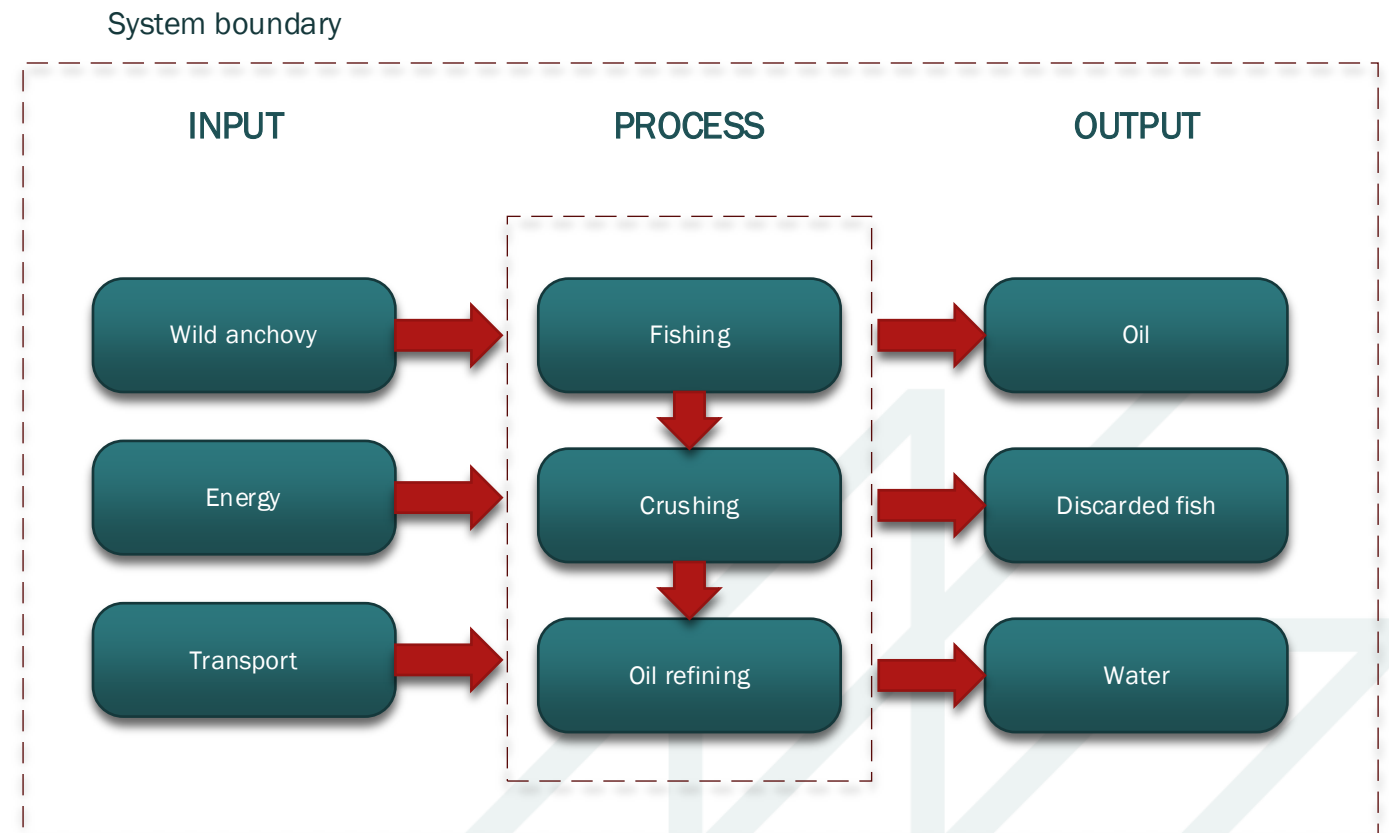 System boundary
INPUT
PROCESS
OUTPUT
Wild anchovy
Fishing
Oil
Energy
Crushing
Discarded fish
Transport
Oil refining
Water